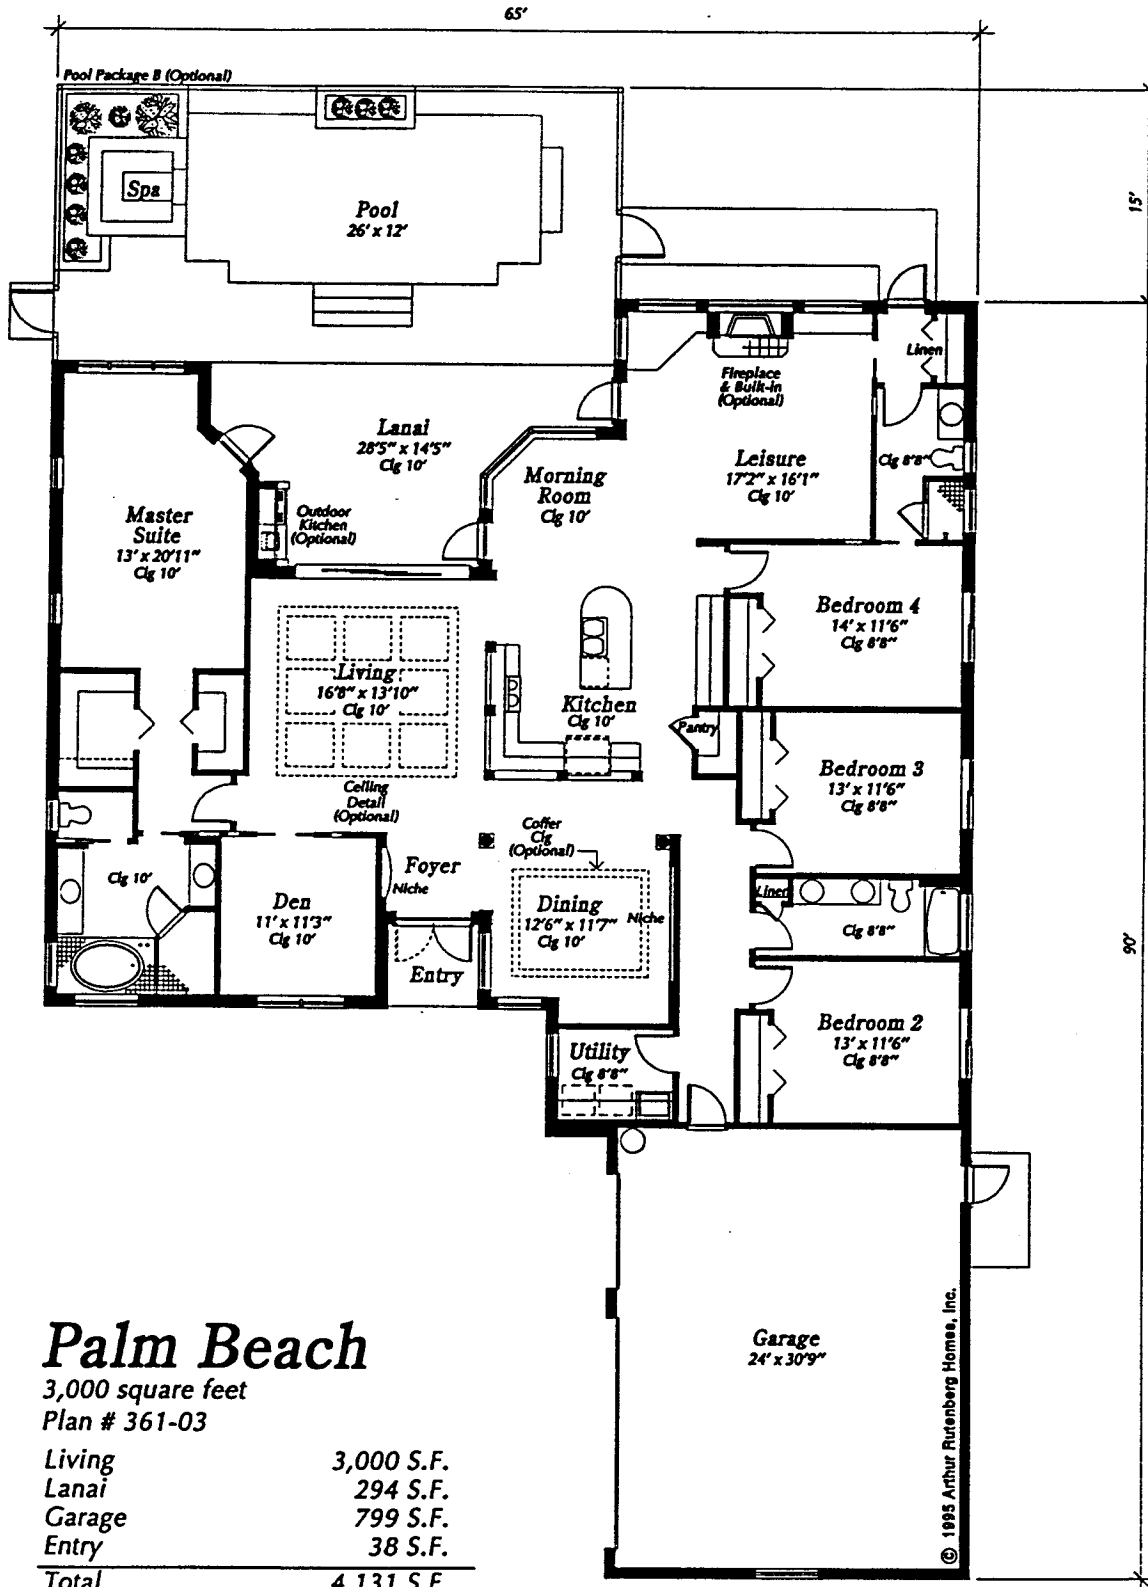 65'
Pool Package B (Optional)
15'
Spa
Pool
26' x 12'
Linen
Fireplace
& Built-in
(Optional)
Lanai
28'5" x 14'5"
Clg 10'
Leisure
17'2" x 16'1"
Clg 10'
Clg 8'8"
Morning
Room
Clg 10'
Master
Suite
13' x 20'11"
Clg 10'
Outdoor
Kitchen
(Optional)
Bedroom 4
14' x 11'6"
Clg 8'8"
Living
16'8" x 13'10"
Clg 10'
Kitchen
Clg 10'
Pantry
Bedroom 3
13' x 11'6"
Clg 8'8"
Ceiling
Detail
(Optional)
Coffer
Clg
(Optional)
Foyer
Niche
Clg 10'
Den
11' x 11'3"
Clg 10'
Dining
12'6" x 11'7"
Clg 10'
Niche
Linen
Clg 8'8"
90'
Entry
Bedroom 2
13' x 11'6"
Clg 8'8"
Utility
Clg 8'8"
Garage
24' x 30'9"
© 1995 Arthur Rutenberg Homes, Inc.
Palm Beach
3,000 square feet
Plan # 361-03
Living 3,000 S.F.
Lanai 294 S.F.
Garage 799 S.F.
Entry 38 S.F.
Total 4,131 S.F.